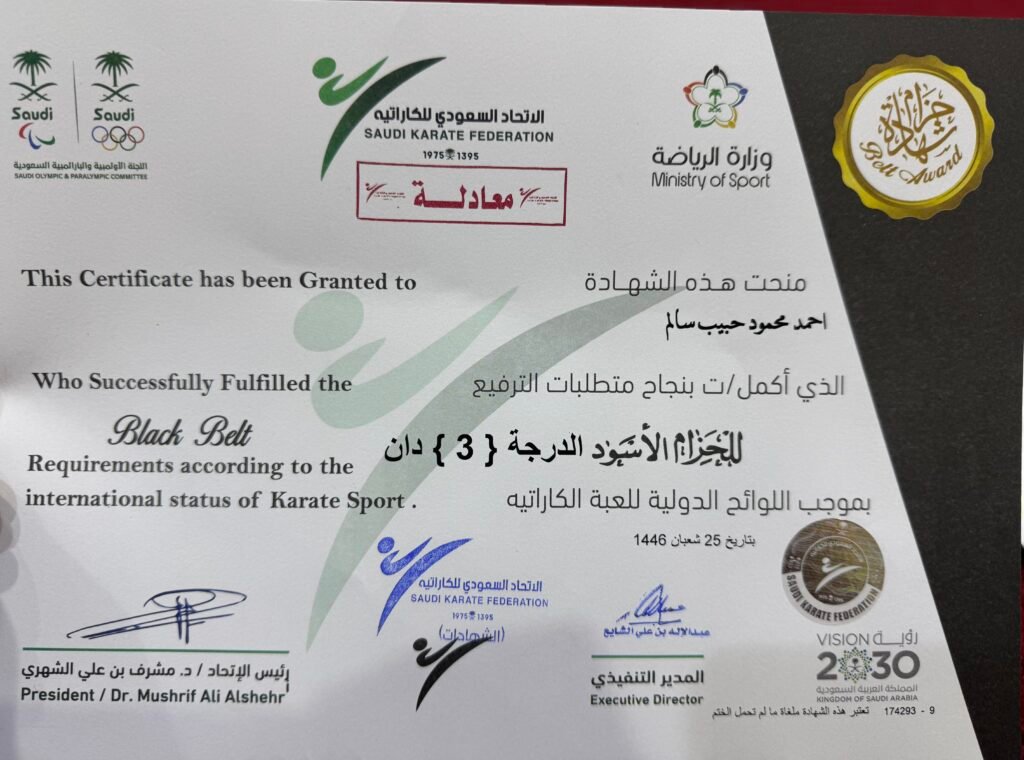 Saudi
Saudi
اللجنة الأولمبية والبارالمبية السعودية
SAUDI OLYMPIC & PARALYMPIC COMMITTEE
الاتحاد السعودي للكاراتيه
SAUDI KARATE FEDERATION
1975 1395
معادلة
وزارة الرياضة
Ministry of Sport
حزام
شهادة
Belt Award
This Certificate has been Granted to
منحت هذه الشهادة
احمد محمود حبيب سالم
Who Successfully Fulfilled the
الذي أكمل/ت بنجاح متطلبات الترفيع
Black Belt
للحزام الأسود الدرجة { 3 } دان
Requirements according to the
international status of Karate Sport .
بموجب اللوائح الدولية للعبة الكاراتيه
بتاريخ 25 شعبان 1446
الاتحاد السعودي للكاراتيه
SAUDI KARATE FEDERATION
1975 1395
(الشهادات)
عبدالاله بن علي الشايع
SAUDI KARATE FEDERATION
رئيس الإتحاد / د. مشرف بن علي الشهري
President / Dr. Mushrif Ali Alshehri
المدير التنفيذي
Executive Director
VISION رؤية
2030
المملكة العربية السعودية
KINGDOM OF SAUDI ARABIA
9 - 174293 تعتبر هذه الشهادة ملغاة ما لم تحمل الختم